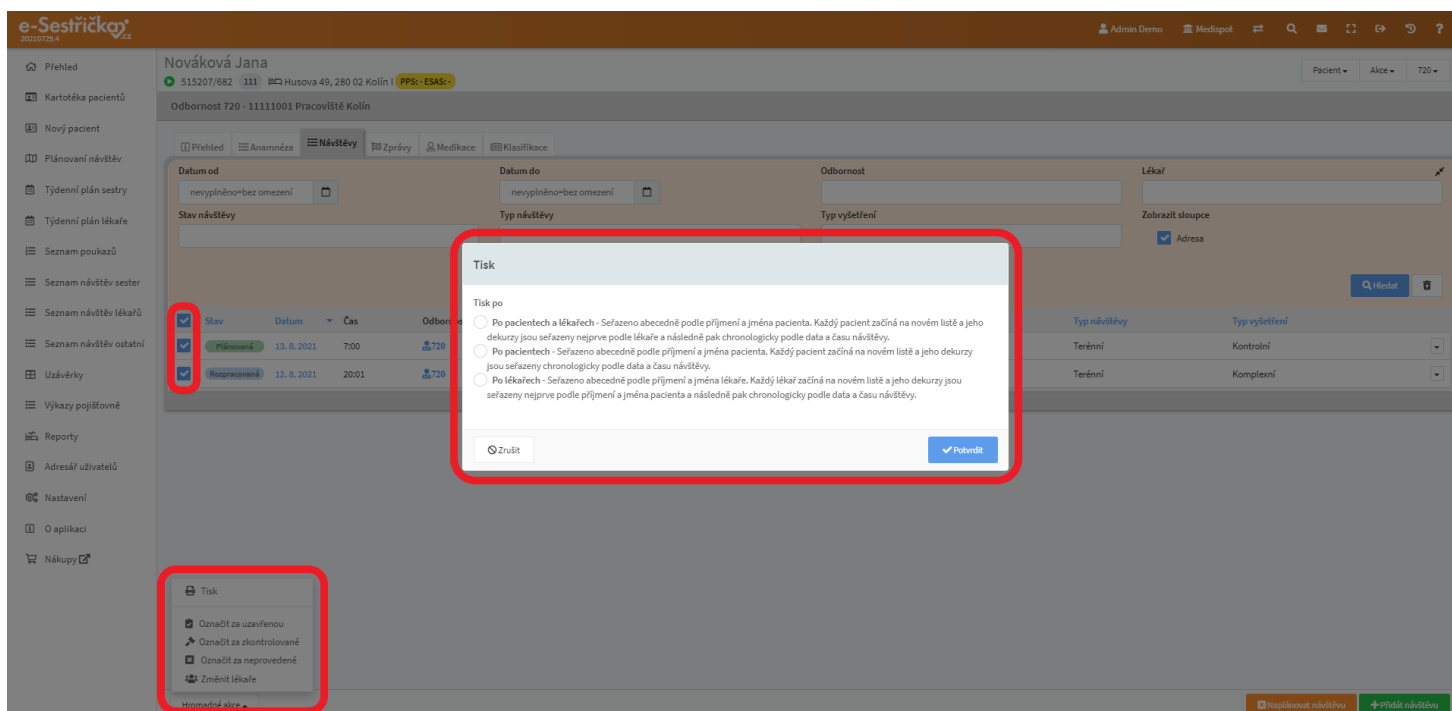 e-Sestřička.cz
20210729.4
Admin Demo Medispot ?
Přehled
Kartotéka pacientů
Nový pacient
Plánovaní návštěv
Týdenní plán sestry
Týdenní plán lékaře
Seznam poukazů
Seznam návštěv sester
Seznam návštěv lékařů
Seznam návštěv ostatní
Uzávěrky
Výkazy pojišťovně
Reporty
Adresář uživatelů
Nastavení
O aplikaci
Nákupy
Nováková Jana
515207/682 111 Husova 49, 280 02 Kolín I PPS: - ESAS: -
Pacient Akce 720
Odbornost 720 - 11111001 Pracoviště Kolín
Přehled Anamnéza Návštěvy Zprávy Medikace Klasifikace
Datum od Datum do Odbornost Lékař
nevyplněno=bez omezení nevyplněno=bez omezení
Stav návštěvy Typ návštěvy Typ vyšetření Zobrazit sloupce
Adresa
Hledat
Stav Datum Čas Typ návštěvy Typ vyšetření
Plánovaná 13. 8. 2021 7:00 720 Terénní Kontrolní
Rozpracovaná 12. 8. 2021 20:01 720 Terénní Komplexní
Tisk
Tisk po
Po pacientech a lékařech - Seřazeno abecedně podle příjmení a jména pacienta. Každý pacient začíná na novém listě a jeho
dekurzy jsou seřazeny nejprve podle lékaře a následně pak chronologicky podle data a času návštěvy.
Po pacientech - Seřazeno abecedně podle příjmení a jména pacienta. Každý pacient začíná na novém listě a jeho dekurzy
jsou seřazeny chronologicky podle data a času návštěvy.
Po lékařech - Seřazeno abecedně podle příjmení a jména lékaře. Každý lékař začíná na novém listě a jeho dekurzy jsou
seřazeny nejprve podle příjmení a jména pacienta a následně pak chronologicky podle data a času návštěvy.
Zrušit Potvrdit
Tisk
Označit za uzavřenou
Označit za zkontrolované
Označit za neprovedené
Změnit lékaře
Hromadné akce
Naplánovat návštěvu Přidát návštěvu